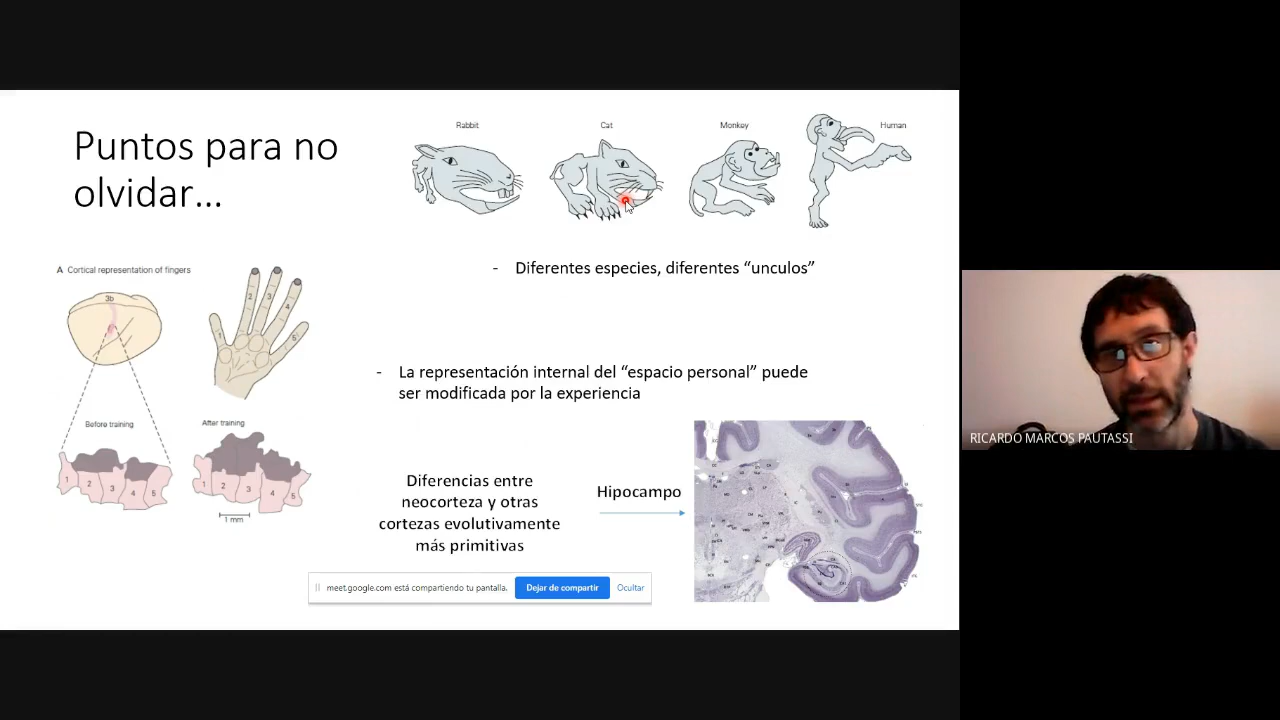 Puntos para no
olvidar...
Rabbit
Cat
Monkey
Human
- Diferentes especies, diferentes “unculos”
A Cortical representation of fingers
3b
1
2
3
4
5
- La representación internal del “espacio personal” puede
ser modificada por la experiencia
Before training
After training
1 2 3 4 5
1 2 3 4 5
1 mm
Diferencias entre
neocorteza y otras
cortezas evolutivamente
más primitivas
Hipocampo
meet.google.com está compartiendo tu pantalla.
Dejar de compartir
Ocultar
RICARDO MARCOS PAUTASSI